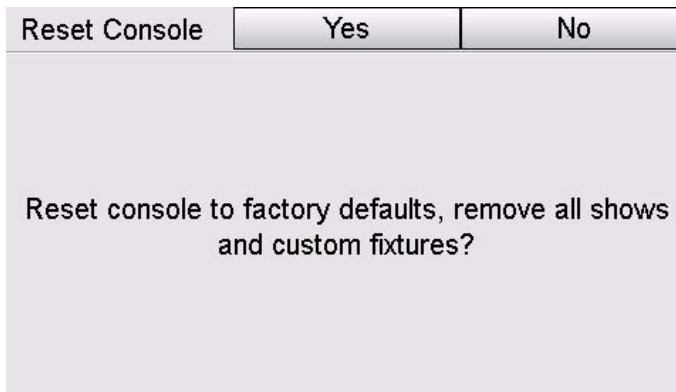 Reset Console Yes No
Reset console to factory defaults, remove all shows
and custom fixtures?